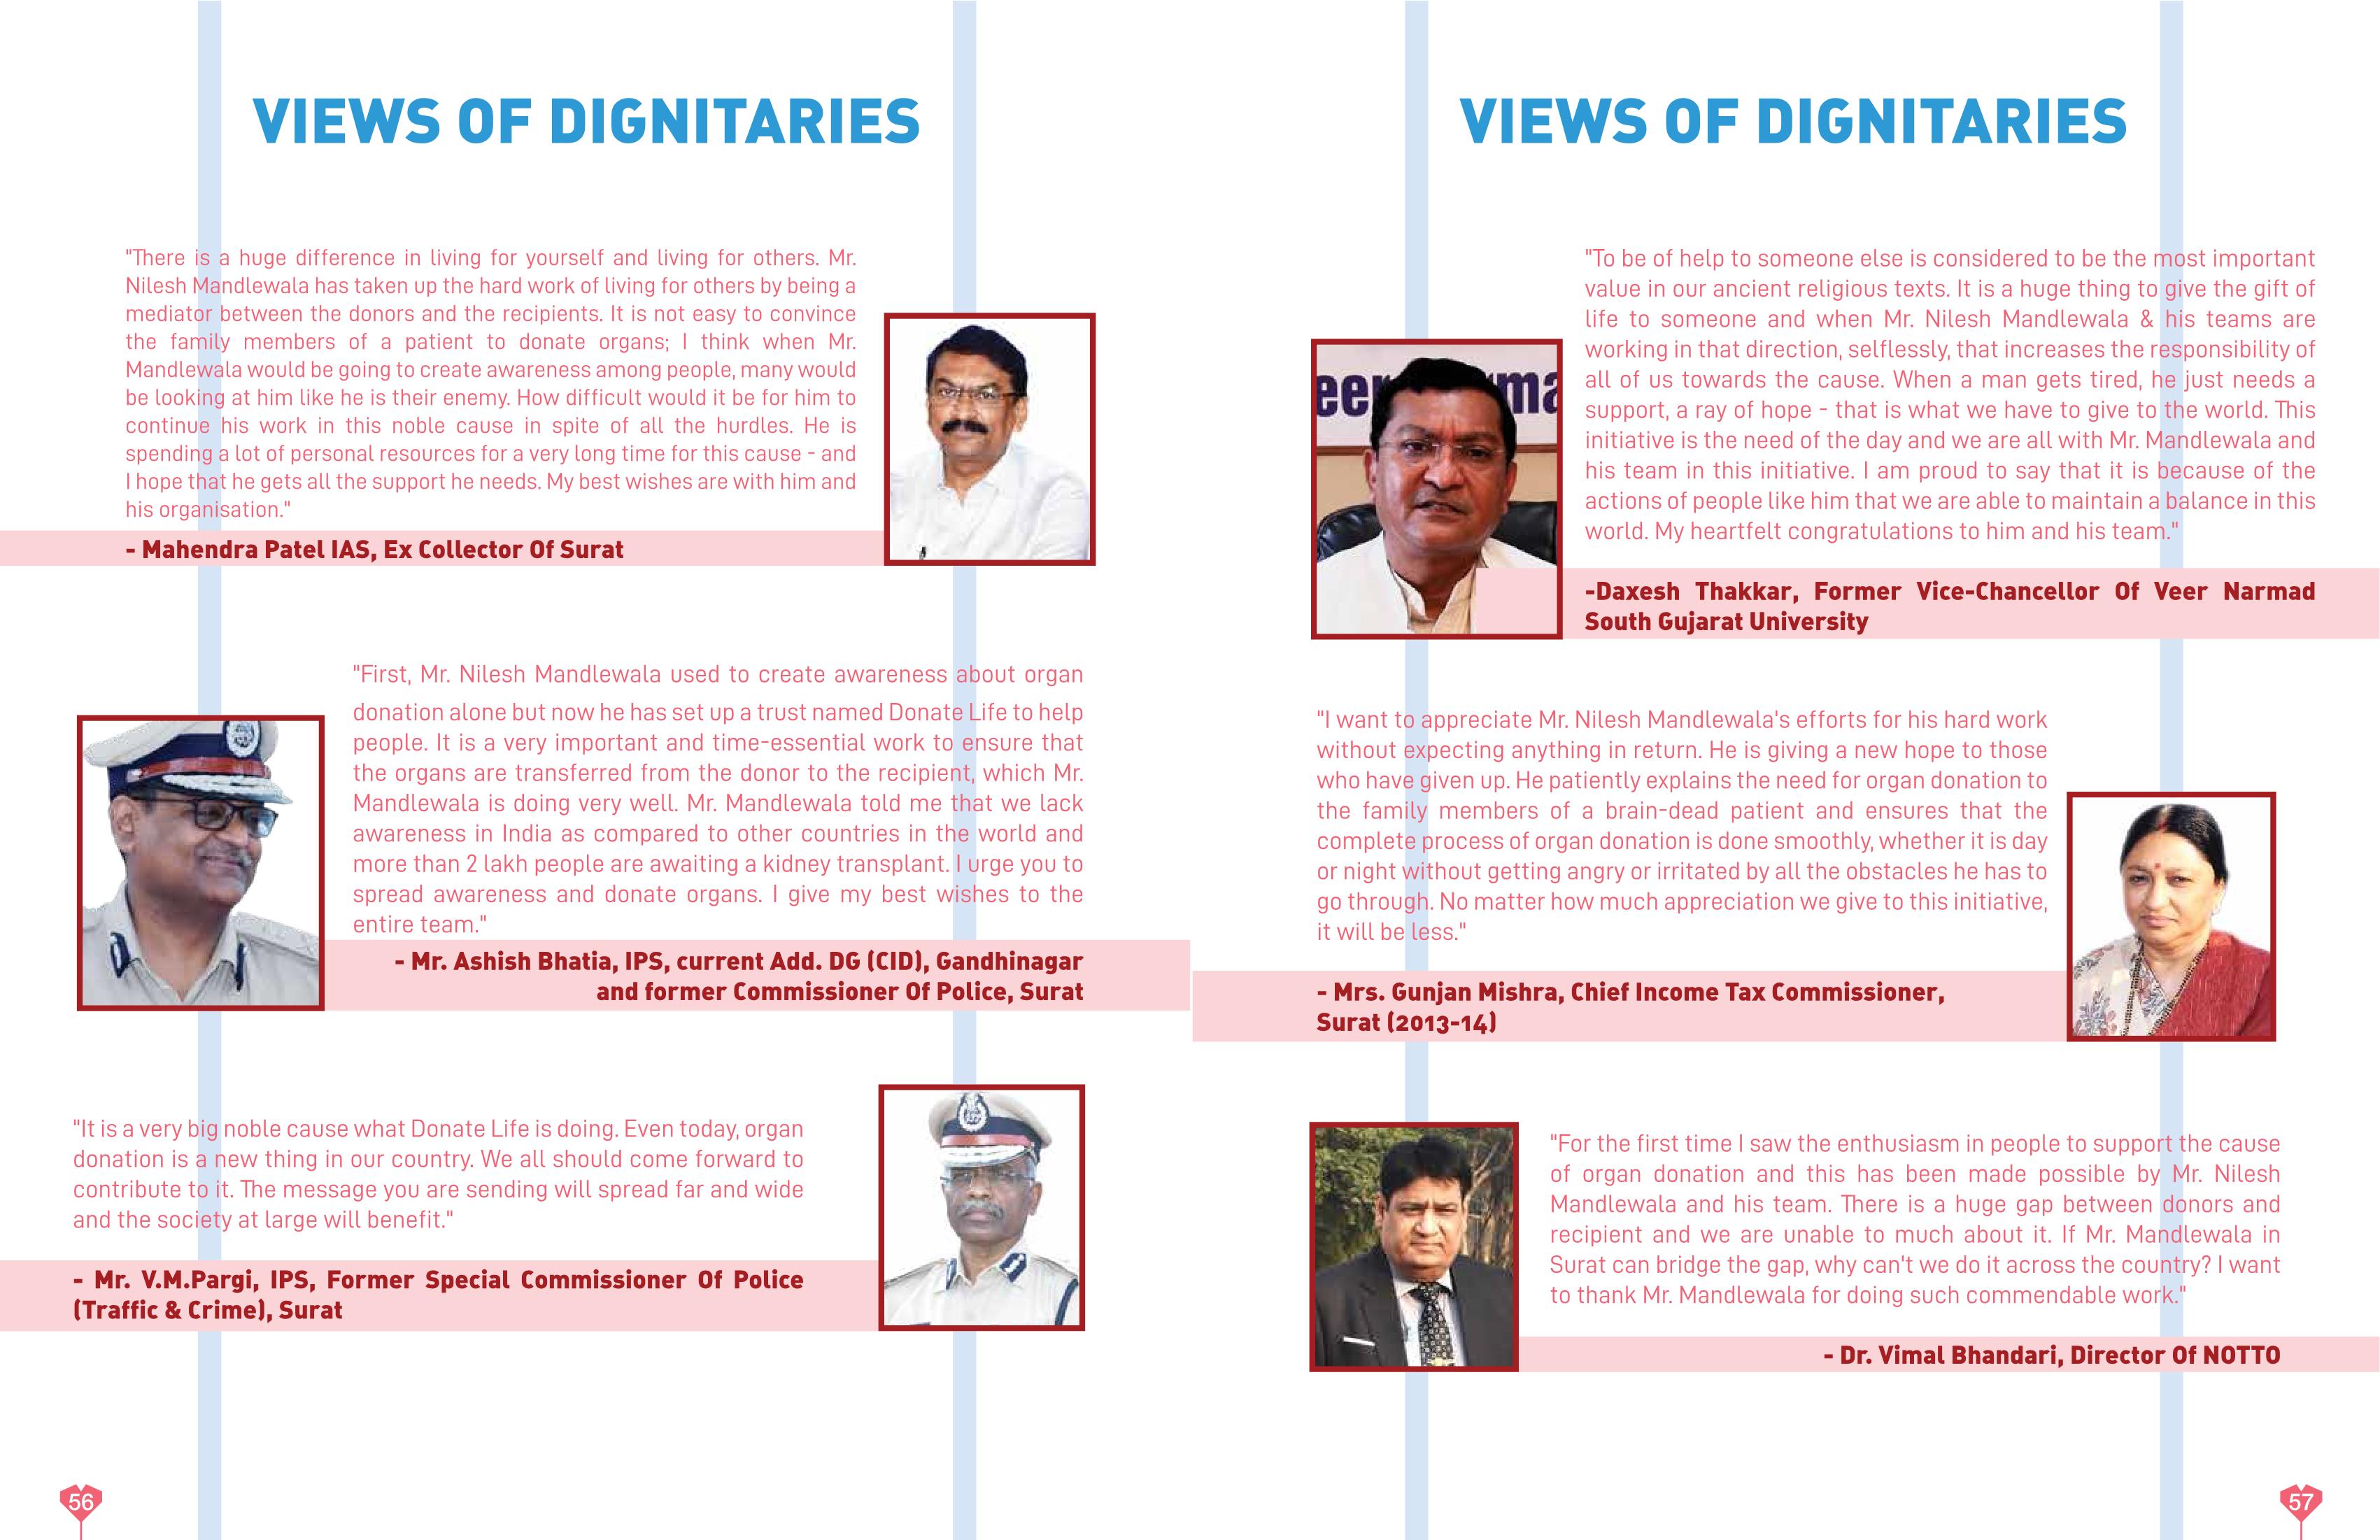 VIEWS OF DIGNITARIES
"There is a huge difference in living for yourself and living for others. Mr.
Nilesh Mandlewala has taken up the hard work of living for others by being a
mediator between the donors and the recipients. It is not easy to convince
the family members of a patient to donate organs; I think when Mr.
Mandlewala would be going to create awareness among people, many would
be looking at him like he is their enemy. How difficult would it be for him to
continue his work in this noble cause in spite of all the hurdles. He is
spending a lot of personal resources for a very long time for this cause - and
I hope that he gets all the support he needs. My best wishes are with him and
his organisation."
- Mahendra Patel IAS, Ex Collector Of Surat
"First, Mr. Nilesh Mandlewala used to create awareness about organ
donation alone but now he has set up a trust named Donate Life to help
people. It is a very important and time-essential work to ensure that
the organs are transferred from the donor to the recipient, which Mr.
Mandlewala is doing very well. Mr. Mandlewala told me that we lack
awareness in India as compared to other countries in the world and
more than 2 lakh people are awaiting a kidney transplant. I urge you to
spread awareness and donate organs. I give my best wishes to the
entire team."
- Mr. Ashish Bhatia, IPS, current Add. DG (CID), Gandhinagar
and former Commissioner Of Police, Surat
"It is a very big noble cause what Donate Life is doing. Even today, organ
donation is a new thing in our country. We all should come forward to
contribute to it. The message you are sending will spread far and wide
and the society at large will benefit."
- Mr. V.M.Pargi, IPS, Former Special Commissioner Of Police
(Traffic & Crime), Surat
56
VIEWS OF DIGNITARIES
"To be of help to someone else is considered to be the most important
value in our ancient religious texts. It is a huge thing to give the gift of
life to someone and when Mr. Nilesh Mandlewala & his teams are
working in that direction, selflessly, that increases the responsibility of
all of us towards the cause. When a man gets tired, he just needs a
support, a ray of hope - that is what we have to give to the world. This
initiative is the need of the day and we are all with Mr. Mandlewala and
his team in this initiative. I am proud to say that it is because of the
actions of people like him that we are able to maintain a balance in this
world. My heartfelt congratulations to him and his team."
eer rma
-Daxesh Thakkar, Former Vice-Chancellor Of Veer Narmad
South Gujarat University
"I want to appreciate Mr. Nilesh Mandlewala's efforts for his hard work
without expecting anything in return. He is giving a new hope to those
who have given up. He patiently explains the need for organ donation to
the family members of a brain-dead patient and ensures that the
complete process of organ donation is done smoothly, whether it is day
or night without getting angry or irritated by all the obstacles he has to
go through. No matter how much appreciation we give to this initiative,
it will be less."
- Mrs. Gunjan Mishra, Chief Income Tax Commissioner,
Surat (2013-14)
"For the first time I saw the enthusiasm in people to support the cause
of organ donation and this has been made possible by Mr. Nilesh
Mandlewala and his team. There is a huge gap between donors and
recipient and we are unable to much about it. If Mr. Mandlewala in
Surat can bridge the gap, why can't we do it across the country? I want
to thank Mr. Mandlewala for doing such commendable work."
- Dr. Vimal Bhandari, Director Of NOTTO
57